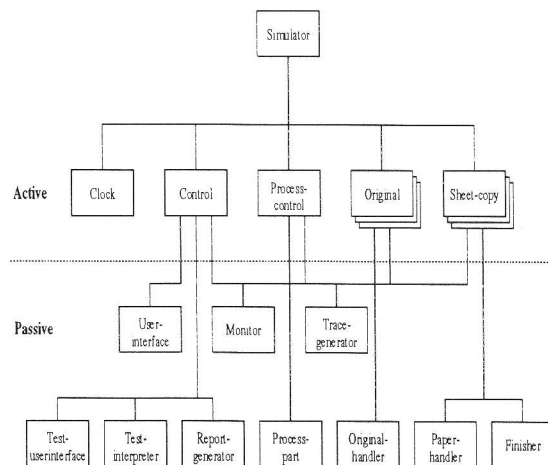 Simulator
Active
Clock
Control
Process-
control
Original
Sheet-copy
Passive
User-
interface
Monitor
Trace-
generator
Test-
userinterface
Test-
interpreter
Report-
generator
Process-
part
Original-
handler
Paper-
handler
Finisher